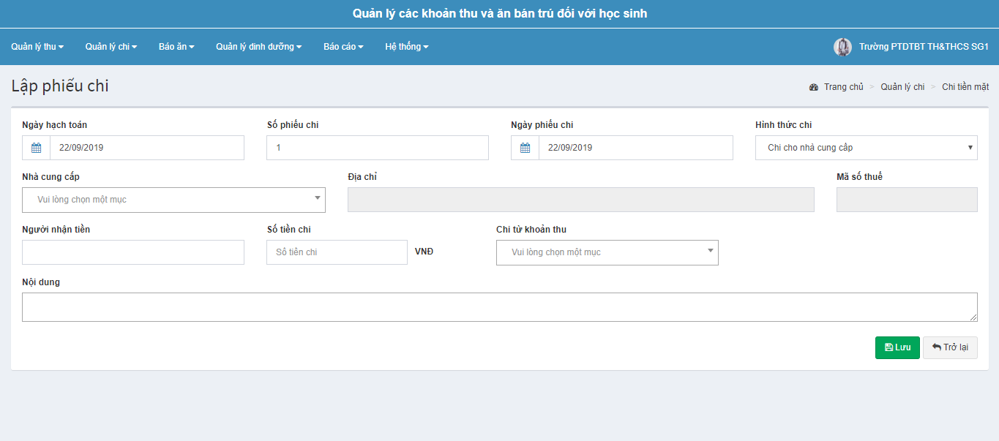 Quản lý các khoản thu và ăn bán trú đối với học sinh
Quản lý thu Quản lý chi Báo ăn Quản lý dinh dưỡng Báo cáo Hệ thống Trường PTDTBT TH&THCS SG1
Lập phiếu chi Trang chủ > Quản lý chi > Chi tiền mặt
Ngày hạch toán Số phiếu chi Ngày phiếu chi Hình thức chi
22/09/2019 1 22/09/2019 Chi cho nhà cung cấp
Nhà cung cấp Địa chỉ Mã số thuế
Vui lòng chọn một mục
Người nhận tiền Số tiền chi Chi từ khoản thu
Số tiền chi VNĐ Vui lòng chọn một mục
Nội dung
Lưu Trở lại